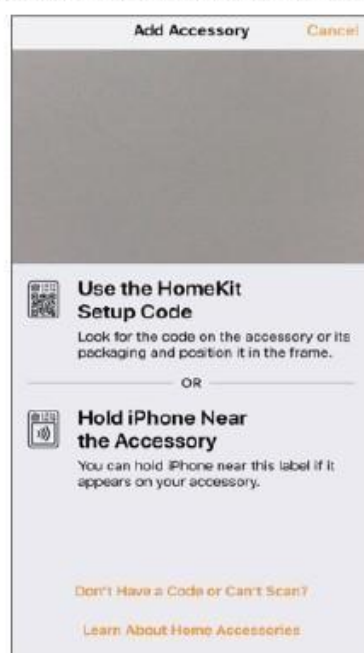 Add Accessory Cancel
Use the HomeKit
Setup Code
Look for the code on the accessory or its
packaging and position it in the frame.
OR
Hold iPhone Near
the Accessory
You can hold iPhone near this label if it
appears on your accessory.
Don't Have a Code or Can't Scan?
Learn About Home Accessories